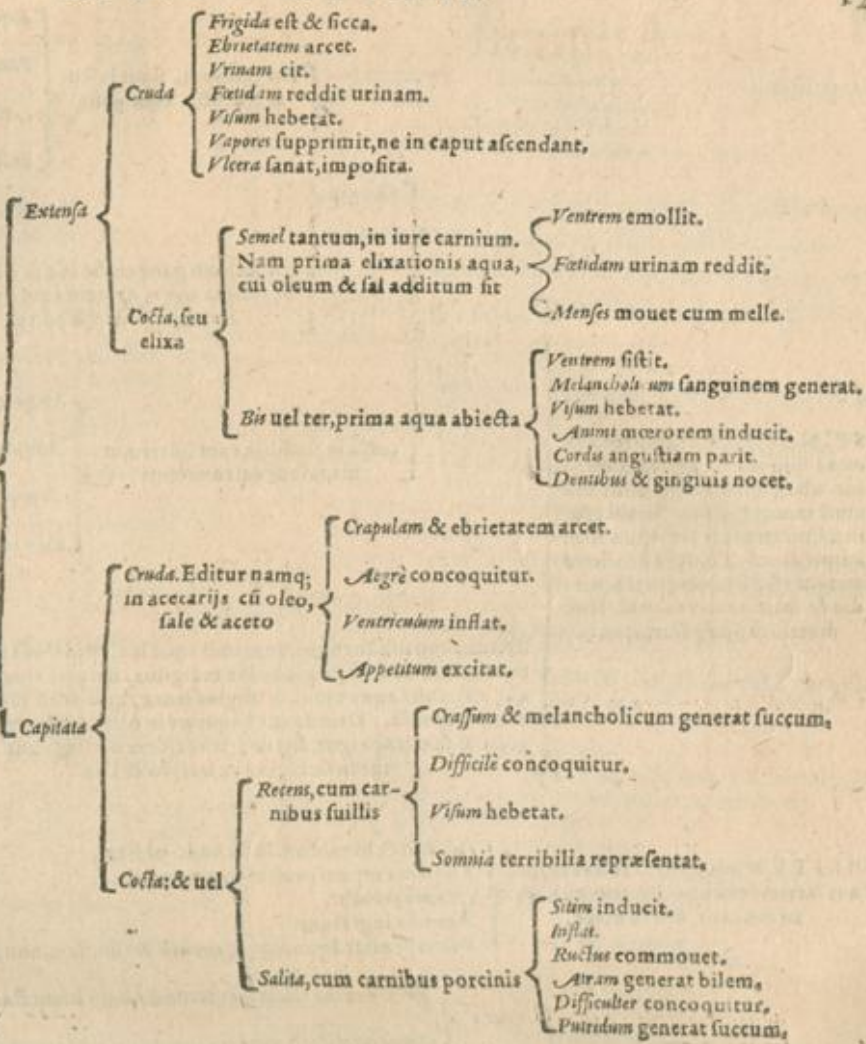 Extenſa
Cruda
Frigida eſt & ſicca.
Ebrietatem arcet.
Vrinam cit.
Fœtidam reddit urinam.
Viſum hebetat.
Vapores ſupprimit, ne in caput aſcendant.
Vlcera ſanat, impoſita.
Cocta, ſeu
elixa
Semel tantum, in iure carnium.
Nam prima elixationis aqua,
cui oleum & ſal additum ſit
Ventrem emollit.
Fœtidam urinam reddit.
Menſes mouet cum melle.
Bis uel ter, prima aqua abiecta
Ventrem ſiſtit.
Melancholicum ſanguinem generat.
Viſum hebetat.
Animi mœrorem inducit.
Cordis anguſtiam parit.
Dentibus & gingiuis nocet.
Capitata
Cruda. Editur namq;
in acetarijs cū oleo,
ſale & aceto
Crapulam & ebrietatem arcet.
Aegrè concoquitur.
Ventriculum inflat.
Appetitum excitat.
Cocta: & uel
Recens, cum car-
nibus ſuillis
Craſſum & melancholicum generat ſuccum.
Difficilè concoquitur.
Viſum hebetat.
Somnia terribilia repræſentat.
Salita, cum carnibus porcinis
Sitim inducit.
Inflat.
Ructus commouet.
Atram generat bilem.
Difficulter concoquitur.
Putridum generat ſuccum.